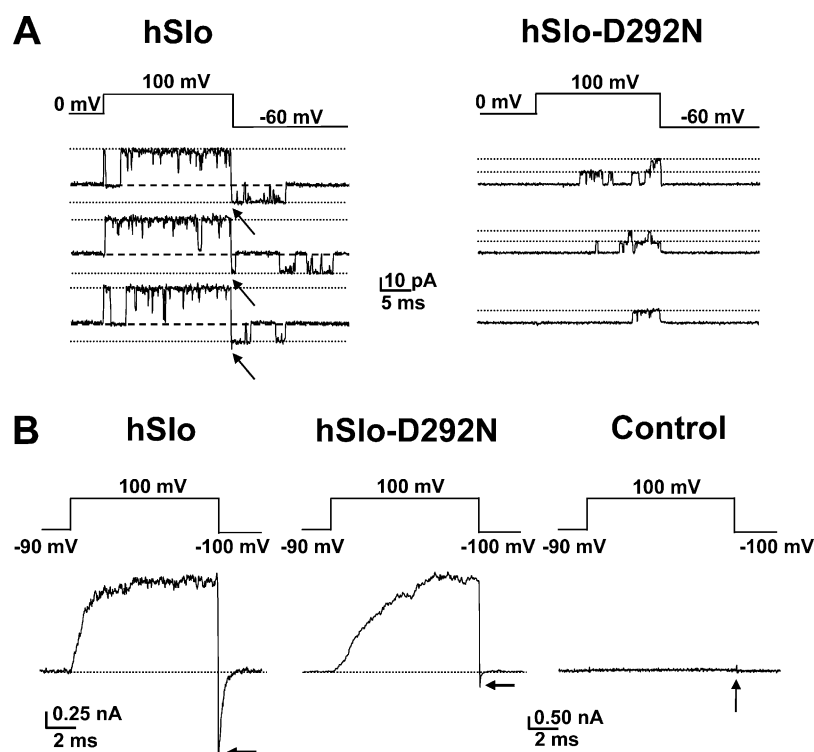 A
hSlo
hSlo-D292N
100 mV
0 mV
-60 mV
100 mV
0 mV
-60 mV
10 pA
5 ms
B
hSlo
hSlo-D292N
Control
100 mV
-90 mV
-100 mV
100 mV
-90 mV
-100 mV
100 mV
-90 mV
-100 mV
0.25 nA
2 ms
0.50 nA
2 ms